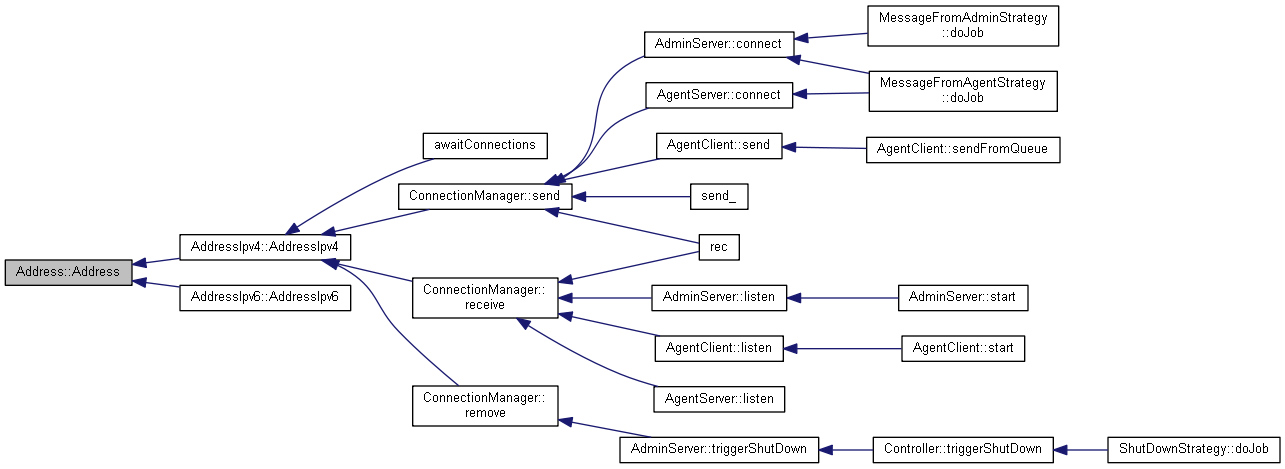 MessageFromAdminStrategy
::doJob
AdminServer::connect
MessageFromAgentStrategy
::doJob
AgentServer::connect
awaitConnections
AgentClient::send
AgentClient::sendFromQueue
ConnectionManager::send
send_
AddressIpv4::AddressIpv4
rec
Address::Address
AddressIpv6::AddressIpv6
ConnectionManager::
receive
AdminServer::listen
AdminServer::start
AgentClient::listen
AgentClient::start
AgentServer::listen
ConnectionManager::
remove
AdminServer::triggerShutDown
Controller::triggerShutDown
ShutDownStrategy::doJob